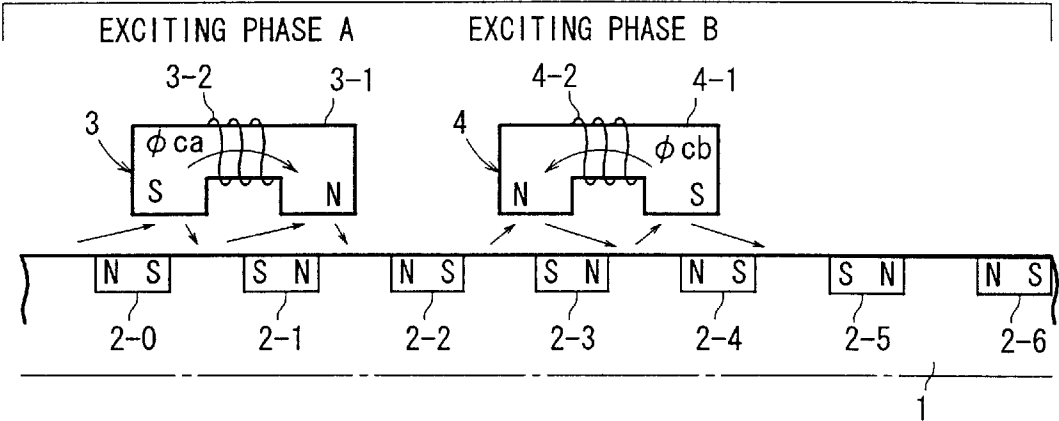 EXCITING PHASE A EXCITING PHASE B
3-2 3-1 4-2 4-1
3 ϕca 4 ϕcb
S N N S
N S S N N S S N N S S N N S
2-0 2-1 2-2 2-3 2-4 2-5 2-6
1